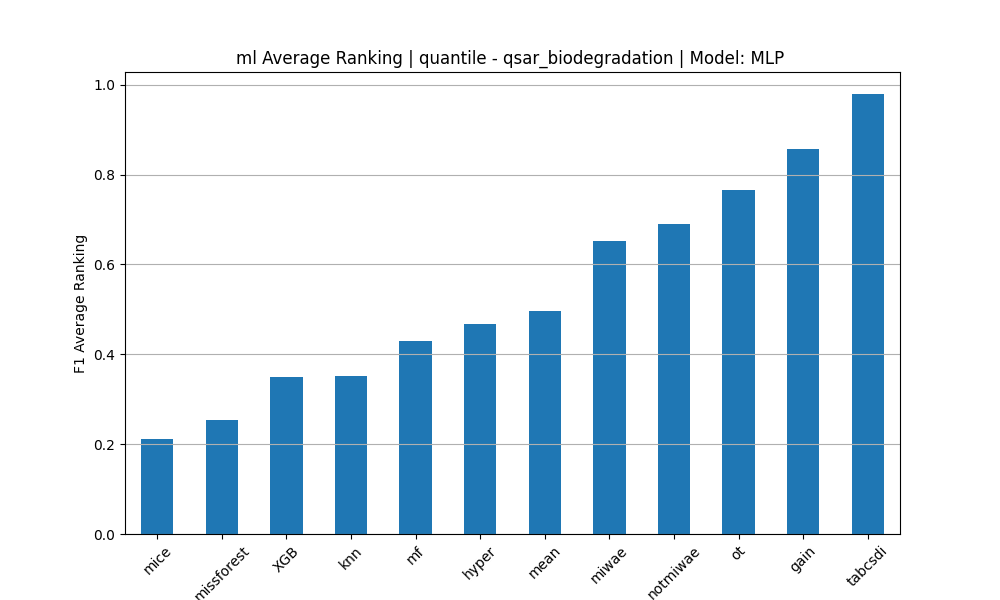 ml Average Ranking | quantile - qsar_biodegradation | Model: MLP
F1 Average Ranking
1.0
0.8
0.6
0.4
0.2
0.0
mice
missforest
XGB
knn
mf
hyper
mean
miwae
notmiwae
ot
gain
tabcsdi